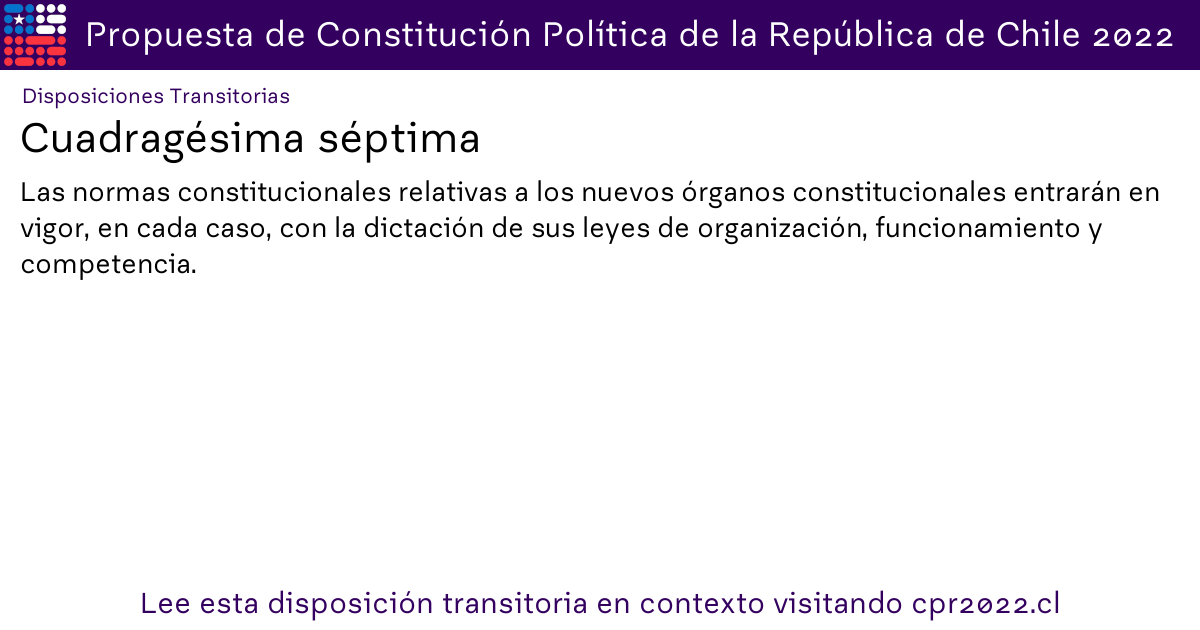 Propuesta de Constitución Política de la República de Chile 2022
Disposiciones Transitorias
Cuadragésima séptima
Las normas constitucionales relativas a los nuevos órganos constitucionales entrarán en
vigor, en cada caso, con la dictación de sus leyes de organización, funcionamiento y
competencia.
Lee esta disposición transitoria en contexto visitando cpr2022.cl